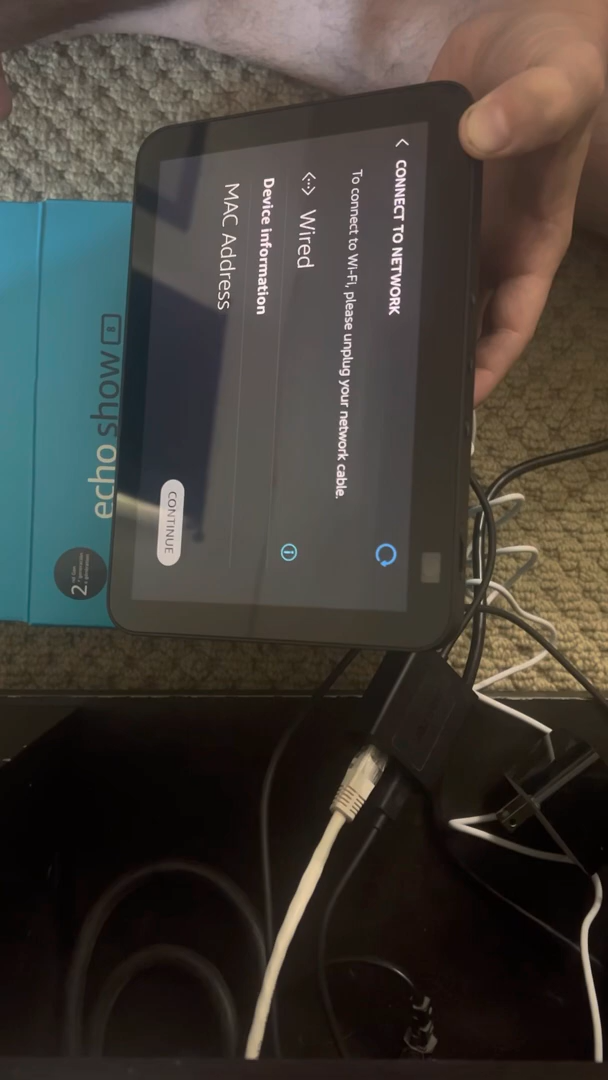 CONNECT TO NETWORK
To connect to Wi-Fi, please unplug your network cable.
Wired
Device information
MAC Address
CONTINUE
echo show 8
2